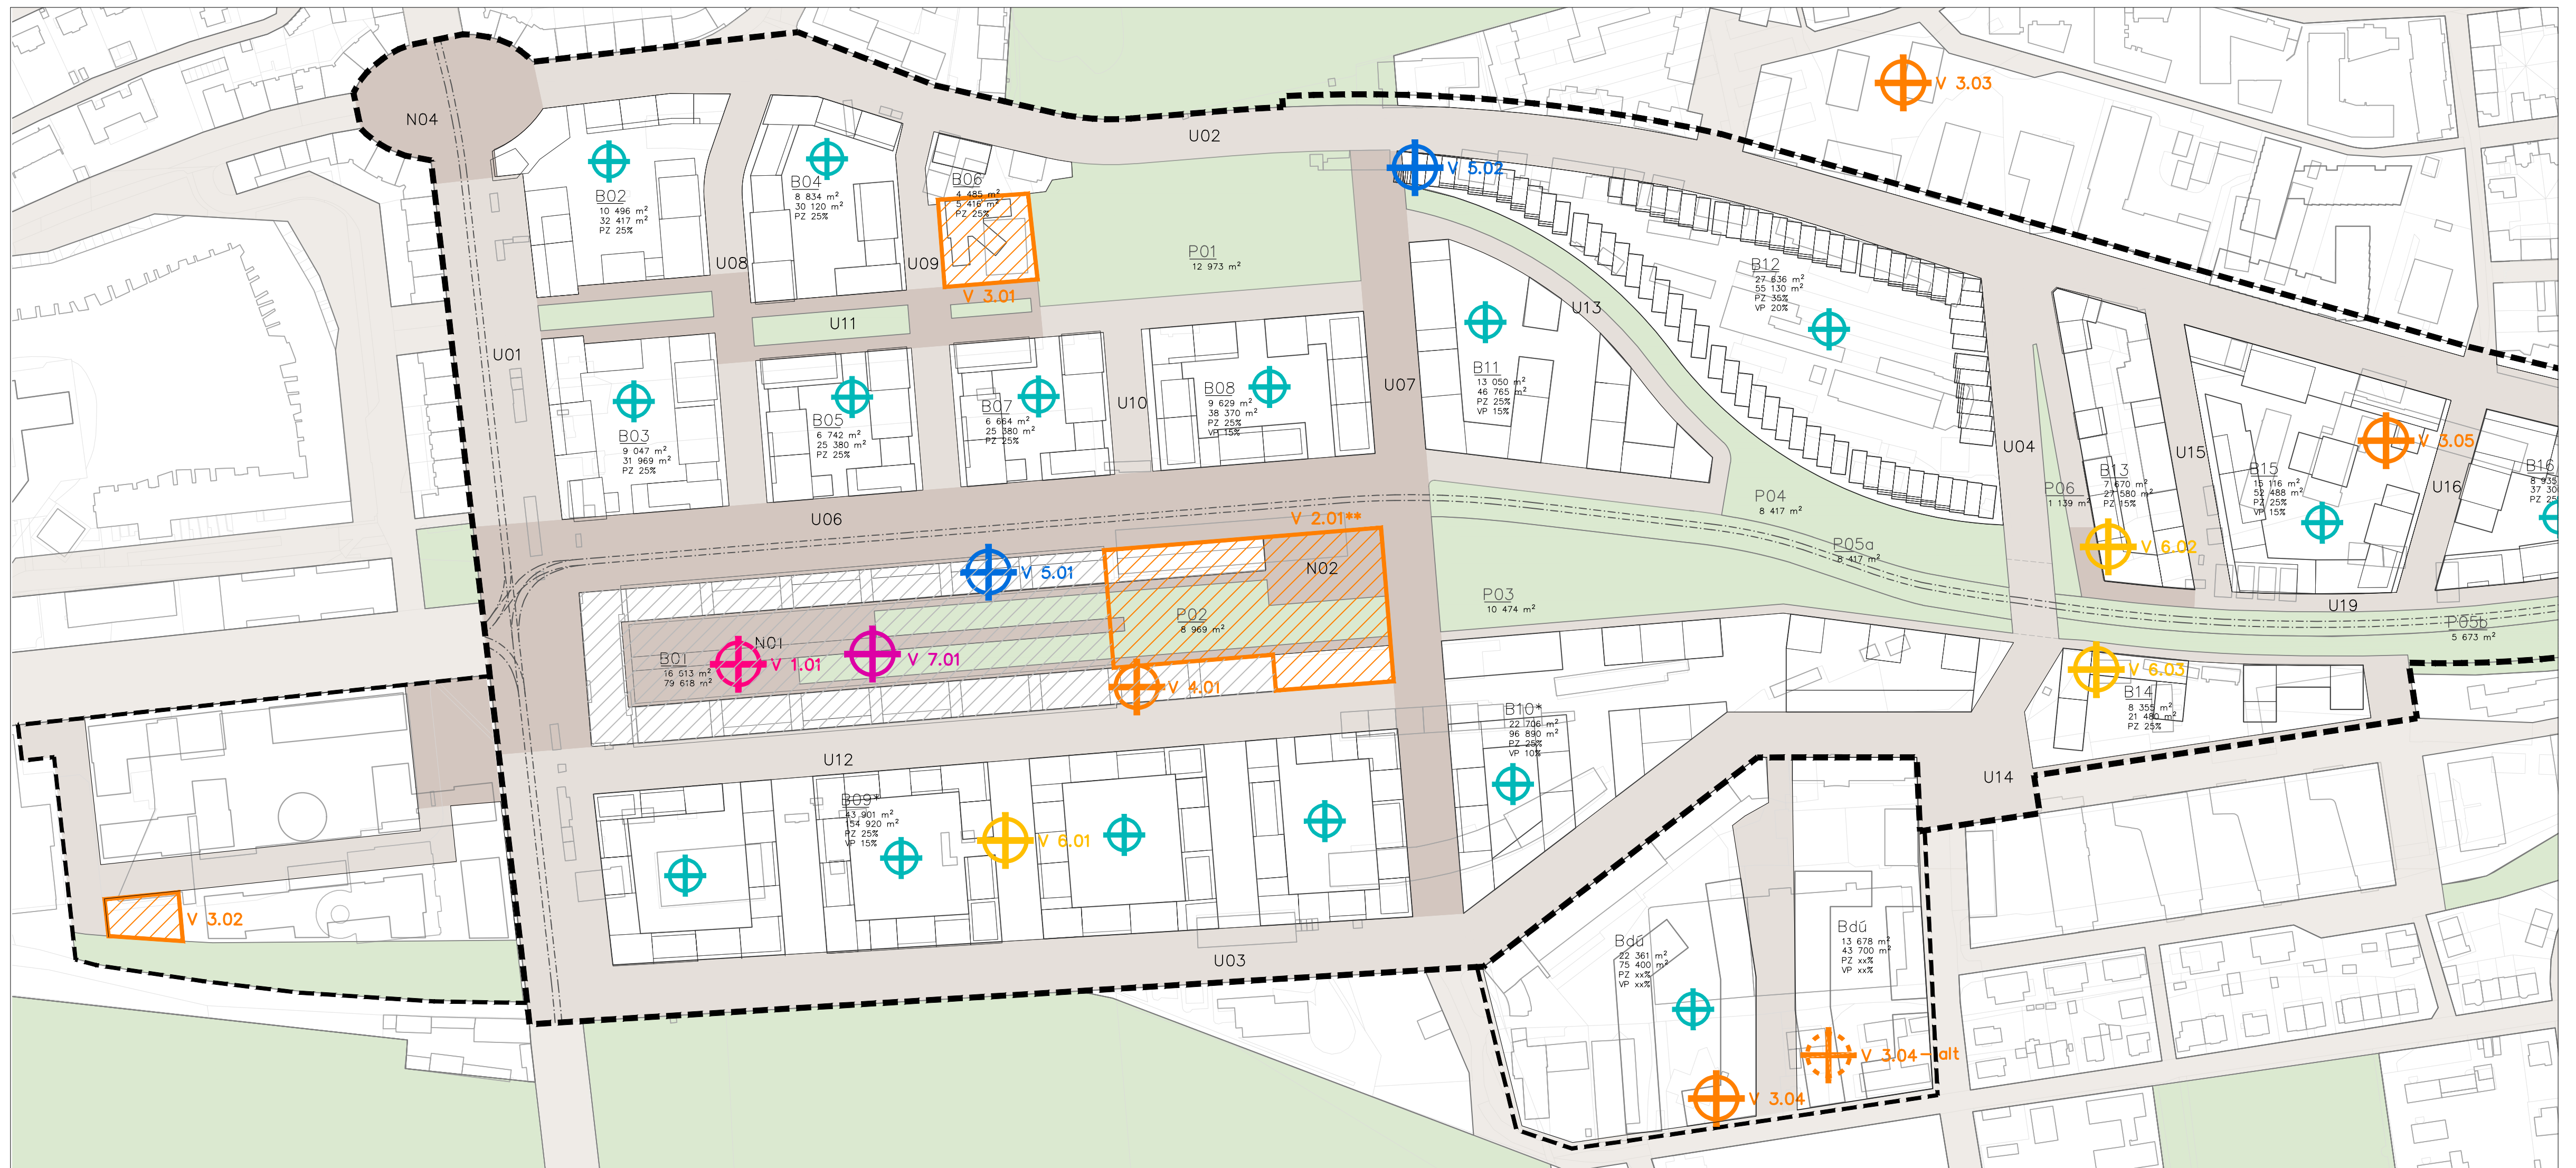 N04
U02
V 3.03
V 5.02
B02
10 496 m²
32 417 m²
PZ 25%
B04
8 834 m²
30 120 m²
PZ 25%
B06
4 485 m²
5 416 m²
PZ 25%
U08
U09
V 3.01
P01
12 973 m²
U11
U01
B12
27 636 m²
55 130 m²
PZ 35%
VP 20%
U13
B11
13 050 m²
46 765 m²
PZ 25%
VP 15%
U07
B03
9 047 m²
31 969 m²
PZ 25%
B05
6 742 m²
25 380 m²
PZ 25%
B07
6 664 m²
25 380 m²
PZ 25%
U10
B08
9 629 m²
38 370 m²
PZ 25%
VP 15%
U04
P06
1 139 m²
B13
7 670 m²
27 580 m²
PZ 15%
U15
B15
15 116 m²
52 488 m²
PZ 25%
VP 15%
V 3.05
U16
B16
8 935
37 30
PZ 25
U06
V 2.01**
N02
P04
8 417 m²
P05a
8 417 m²
V 6.02
V 5.01
P03
10 474 m²
U19
P05b
5 673 m²
P02
8 969 m²
N01
B01
16 513 m²
79 618 m²
V 1.01
V 7.01
V 4.01
V 6.03
B14
8 355 m²
21 480 m²
PZ 25%
B10*
22 706 m²
96 890 m²
PZ 25%
VP 10%
U12
U14
B09*
43 901 m²
154 920 m²
PZ 25%
VP 15%
V 6.01
V 3.02
U03
Bdú
22 361 m²
75 400 m²
PZ xx%
VP xx%
Bdú
13 678 m²
43 700 m²
PZ xx%
VP xx%
V 3.04-alt
V 3.04